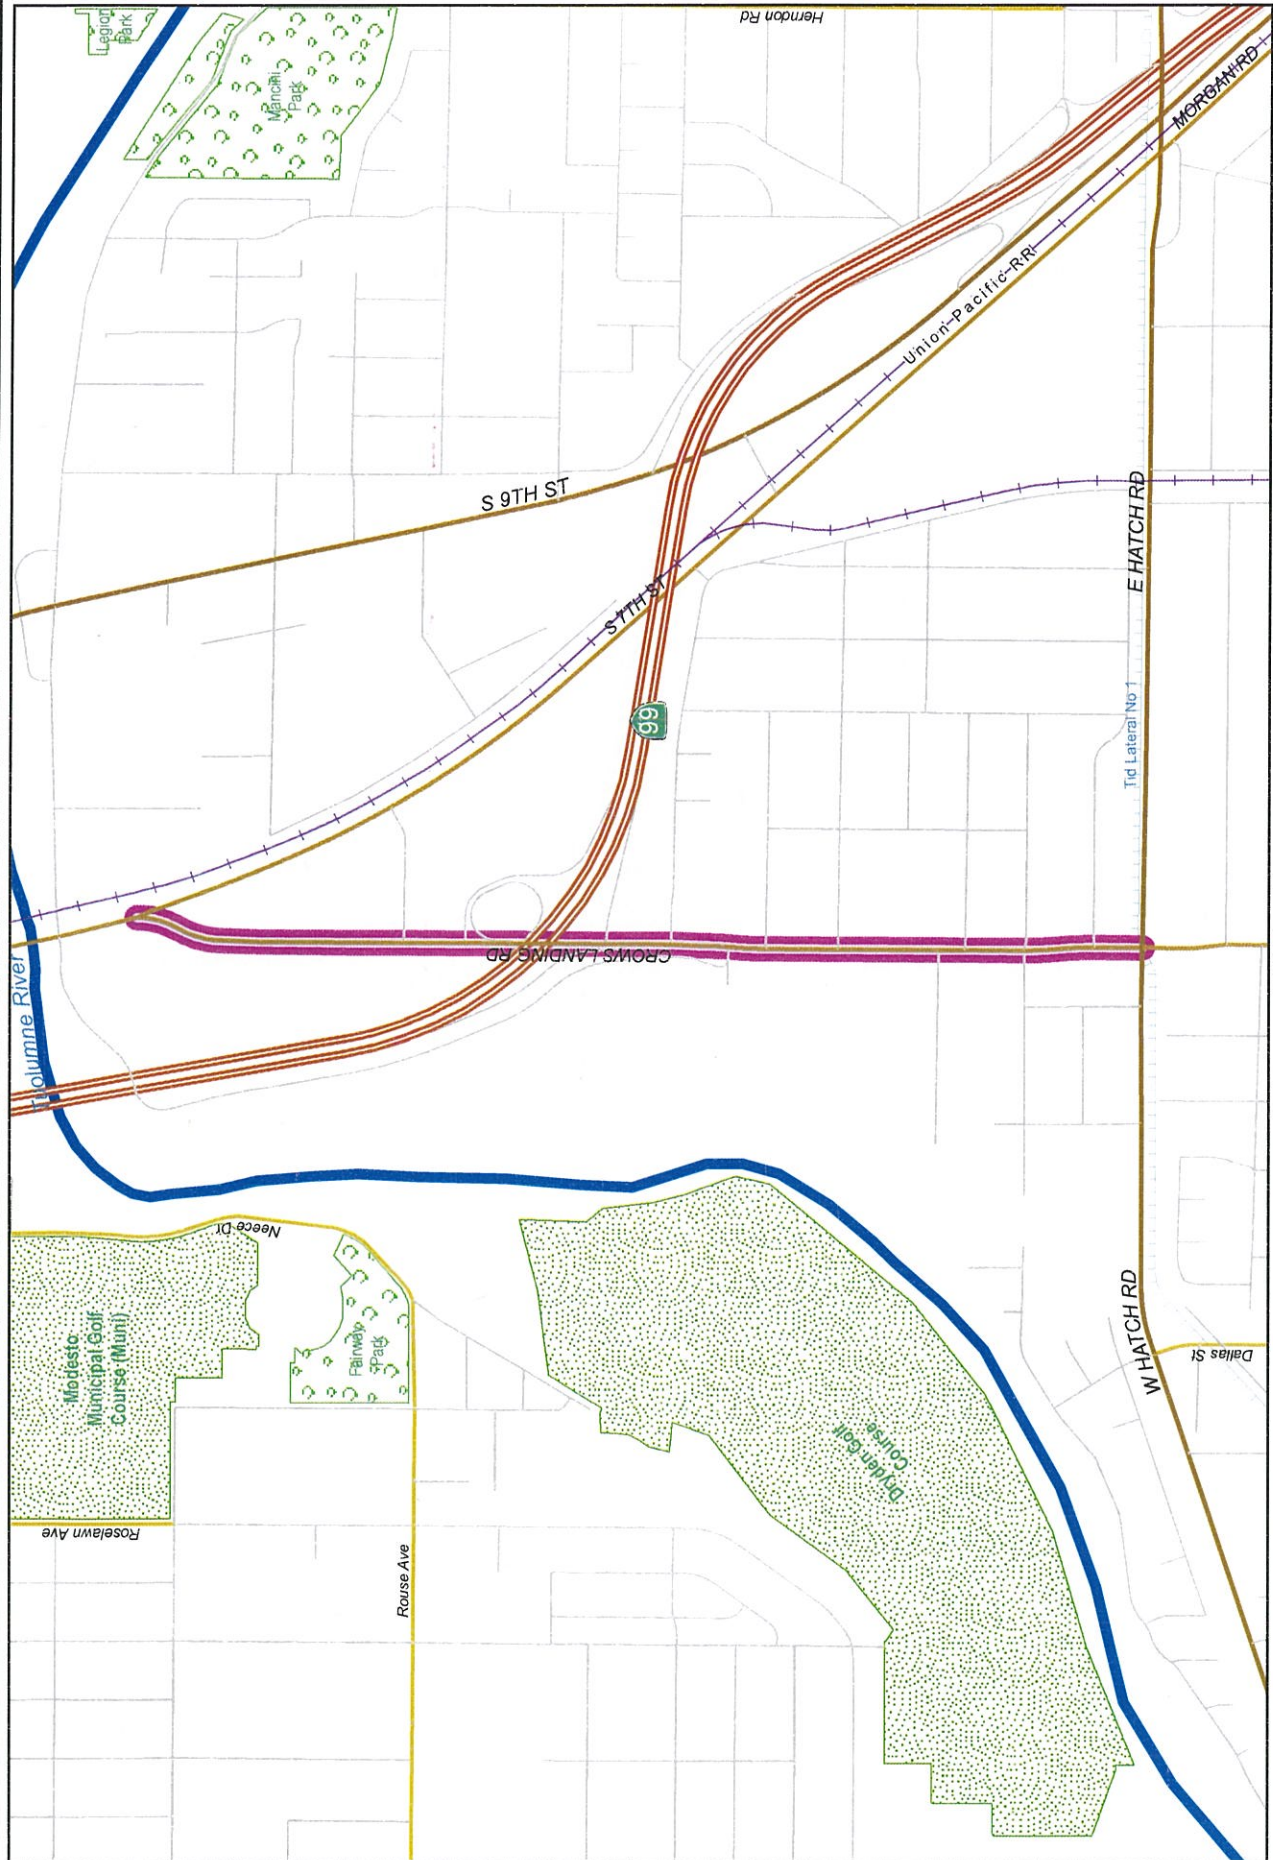 Legion
Park
Mancini
Park
Herndon Rd
MORGAN RD
Union Pacific RR
S 9TH ST
S 7TH ST
E HATCH RD
99
Tid Lateral No 1
CROWS LANDING RD
Tuolumne River
Neece Dr
Modesto
Municipal Golf
Course (Muni)
Fairway
Park
W HATCH RD
Dallas St
Dryden Golf
Course
Roselawn Ave
Rouse Ave